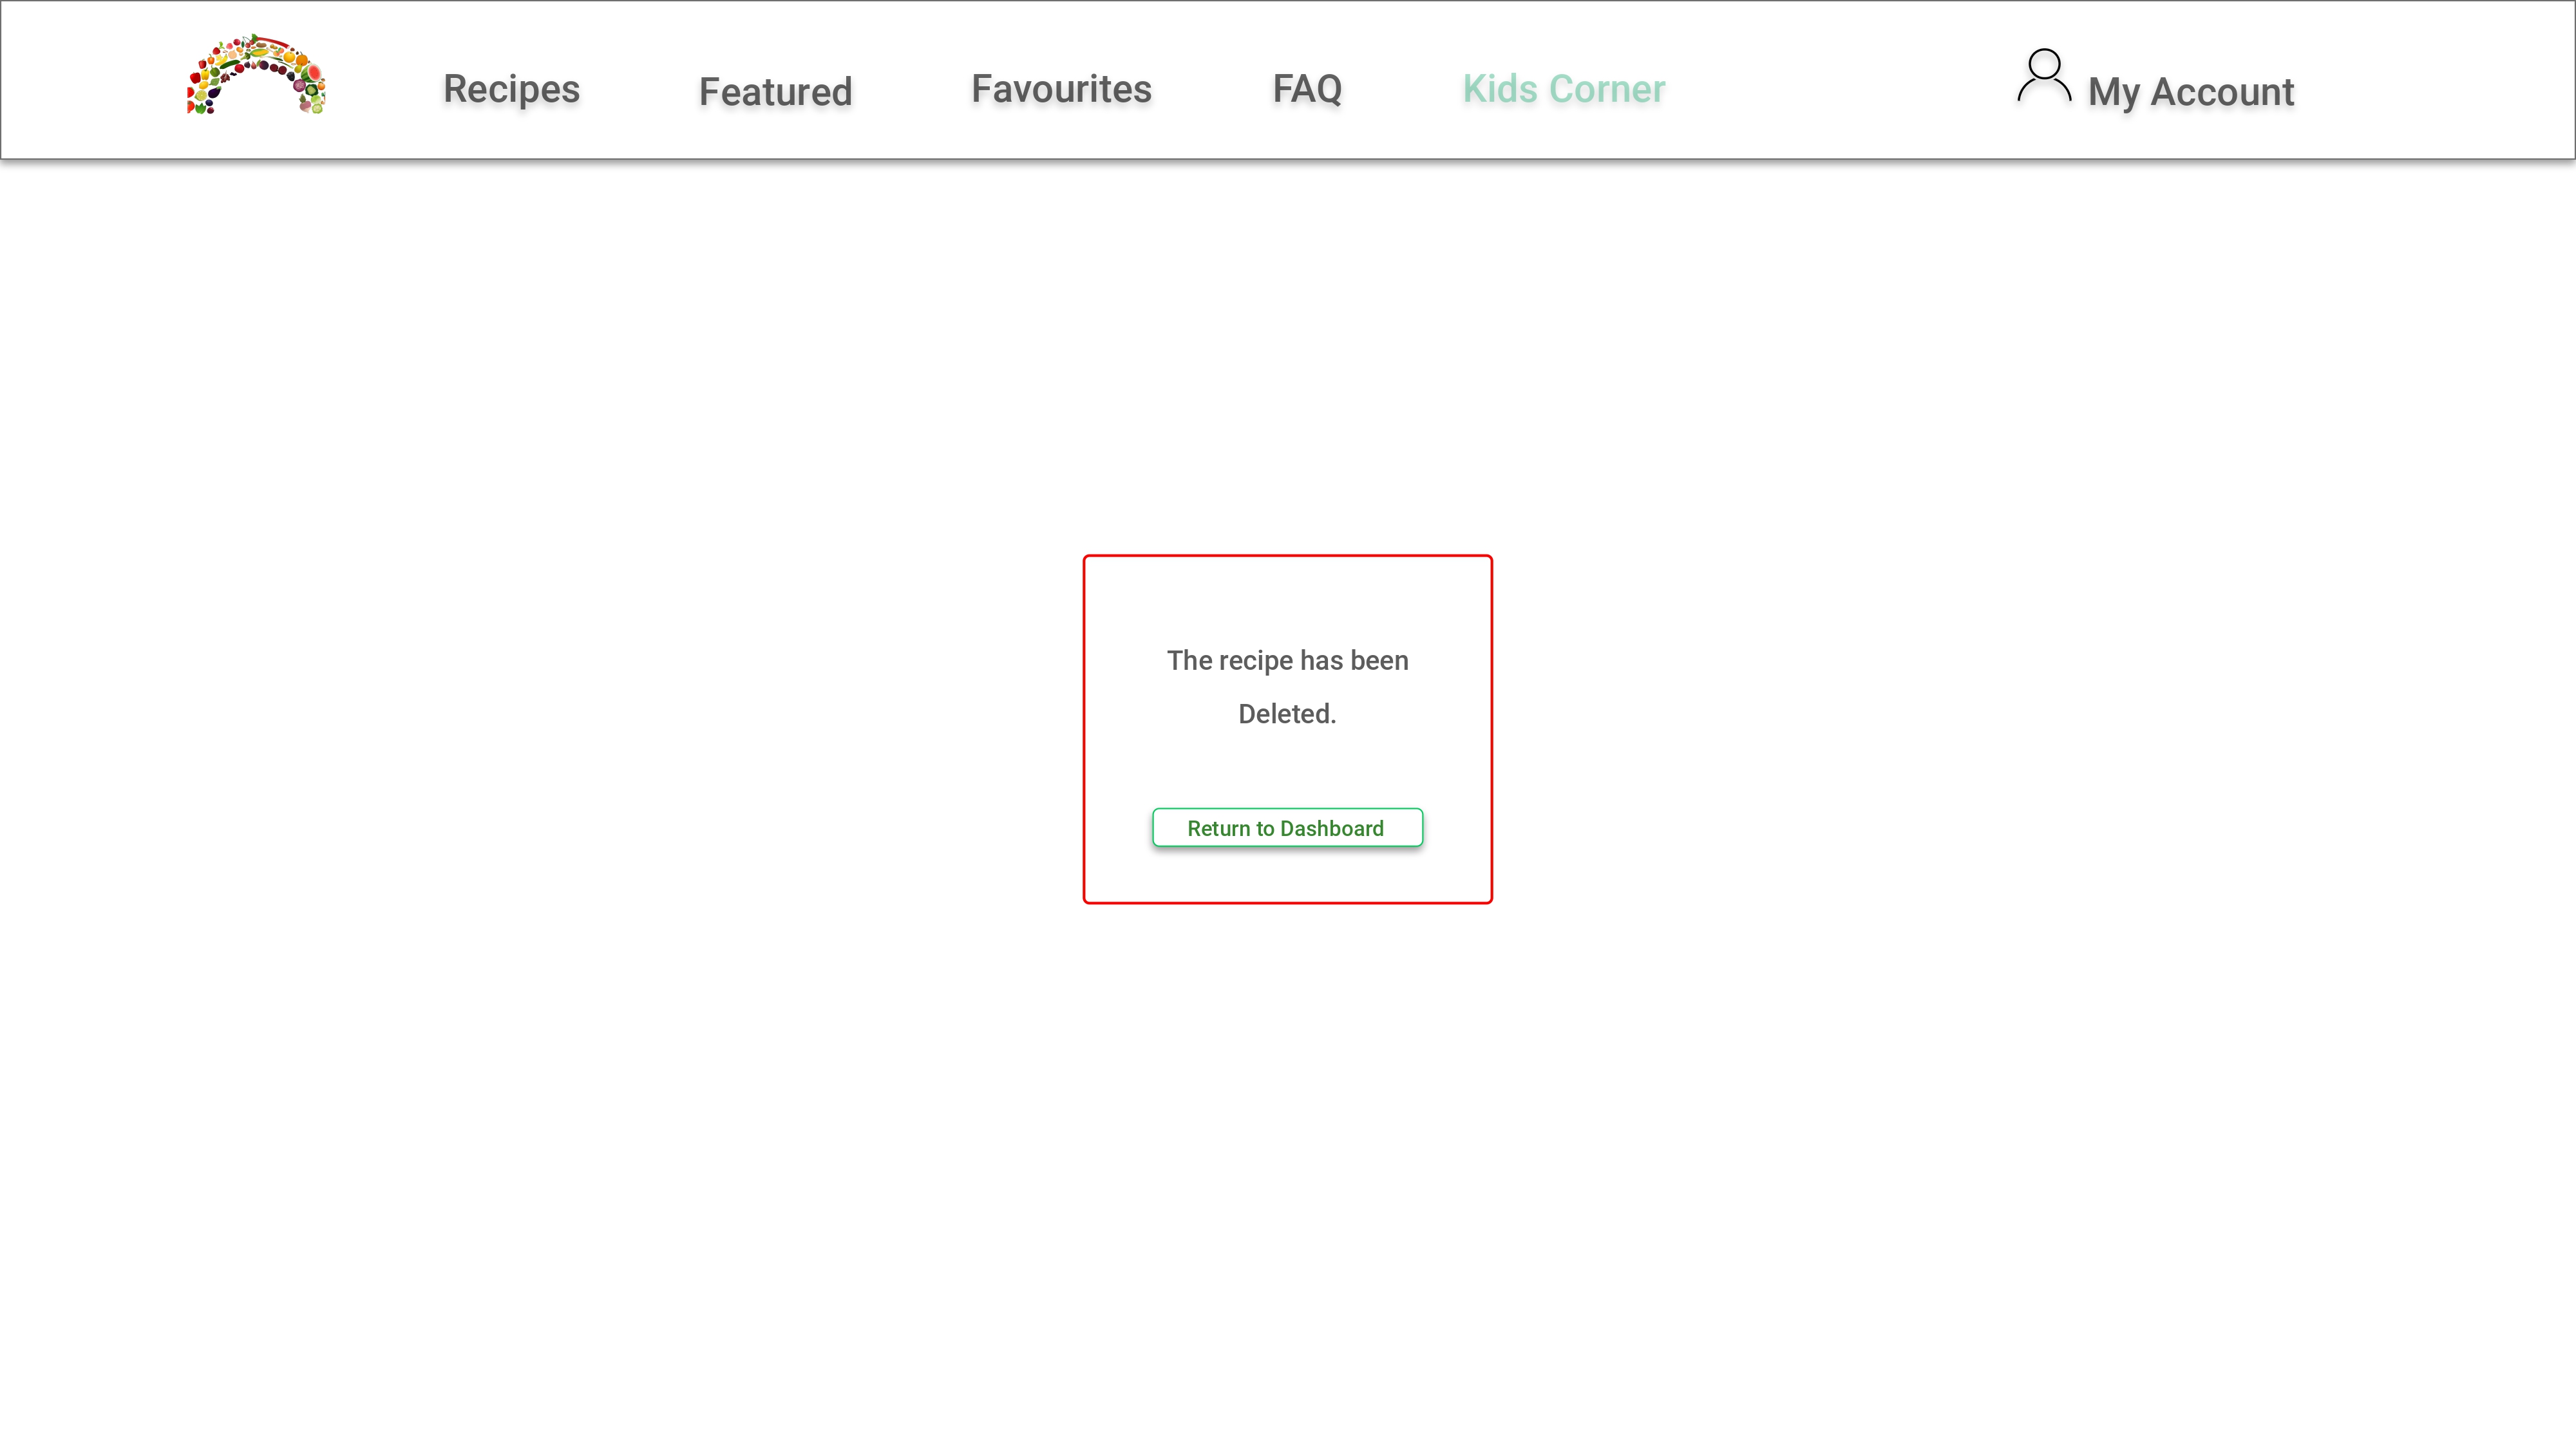 Recipes
Featured
Favourites
FAQ
Kids Corner
My Account
The recipe has been
Deleted.
Return to Dashboard